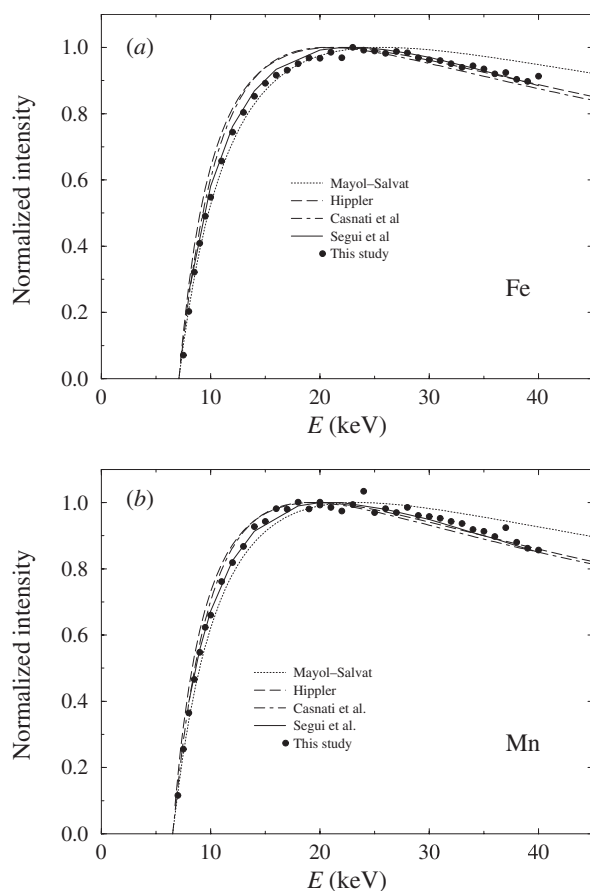 (a)
Normalized intensity
1.0
0.8
0.6
0.4
0.2
0.0
Mayol–Salvat
Hippler
Casnati et al
Segui et al
This study
Fe
0 10 20 30 40
E (keV)
(b)
Normalized intensity
1.0
0.8
0.6
0.4
0.2
0.0
Mayol–Salvat
Hippler
Casnati et al.
Segui et al.
This study
Mn
0 10 20 30 40
E (keV)